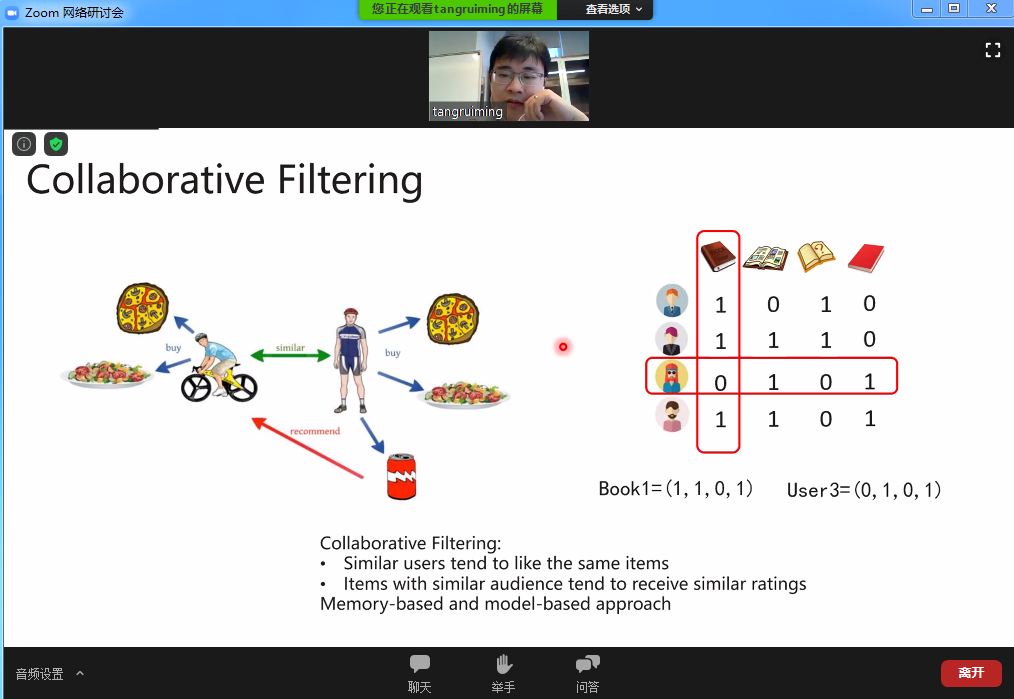 Zoom 网络研讨会
您正在观看tangruiming的屏幕
查看选项
tangruiming
Collaborative Filtering
buy
similar
buy
recommend
?
1 0 1 0
1 1 1 0
0 1 0 1
1 1 0 1
Book1=(1,1,0,1) User3=(0,1,0,1)
Collaborative Filtering:
• Similar users tend to like the same items
• Items with similar audience tend to receive similar ratings
Memory-based and model-based approach
音频设置
聊天
举手
问答
离开